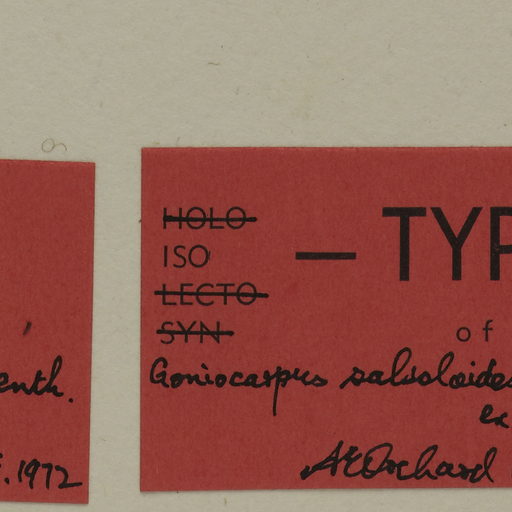 HOLO
ISO — TYP
LECTO
SYN of
enth. Goniocarpus salsoloides
ex
.1972 AEOrchard